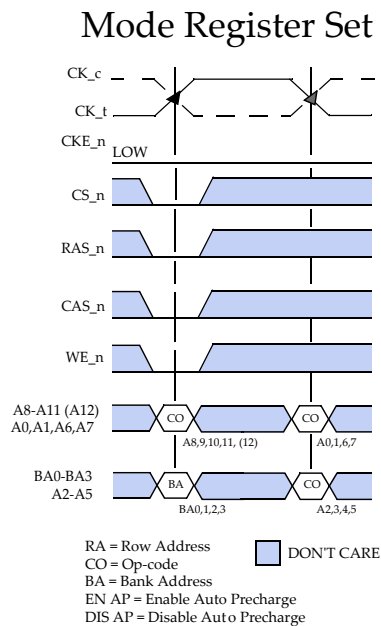 Mode Register Set
CK_c
CK_t
CKE_n
LOW
CS_n
RAS_n
CAS_n
WE_n
A8-A11 (A12)
A0,A1,A6,A7
CO
CO
A8,9,10,11, (12)
A0,1,6,7
BA0-BA3
A2-A5
BA
CO
BA0,1,2,3
A2,3,4,5
RA = Row Address
CO = Op-code
BA = Bank Address
EN AP = Enable Auto Precharge
DIS AP = Disable Auto Precharge
DON'T CARE